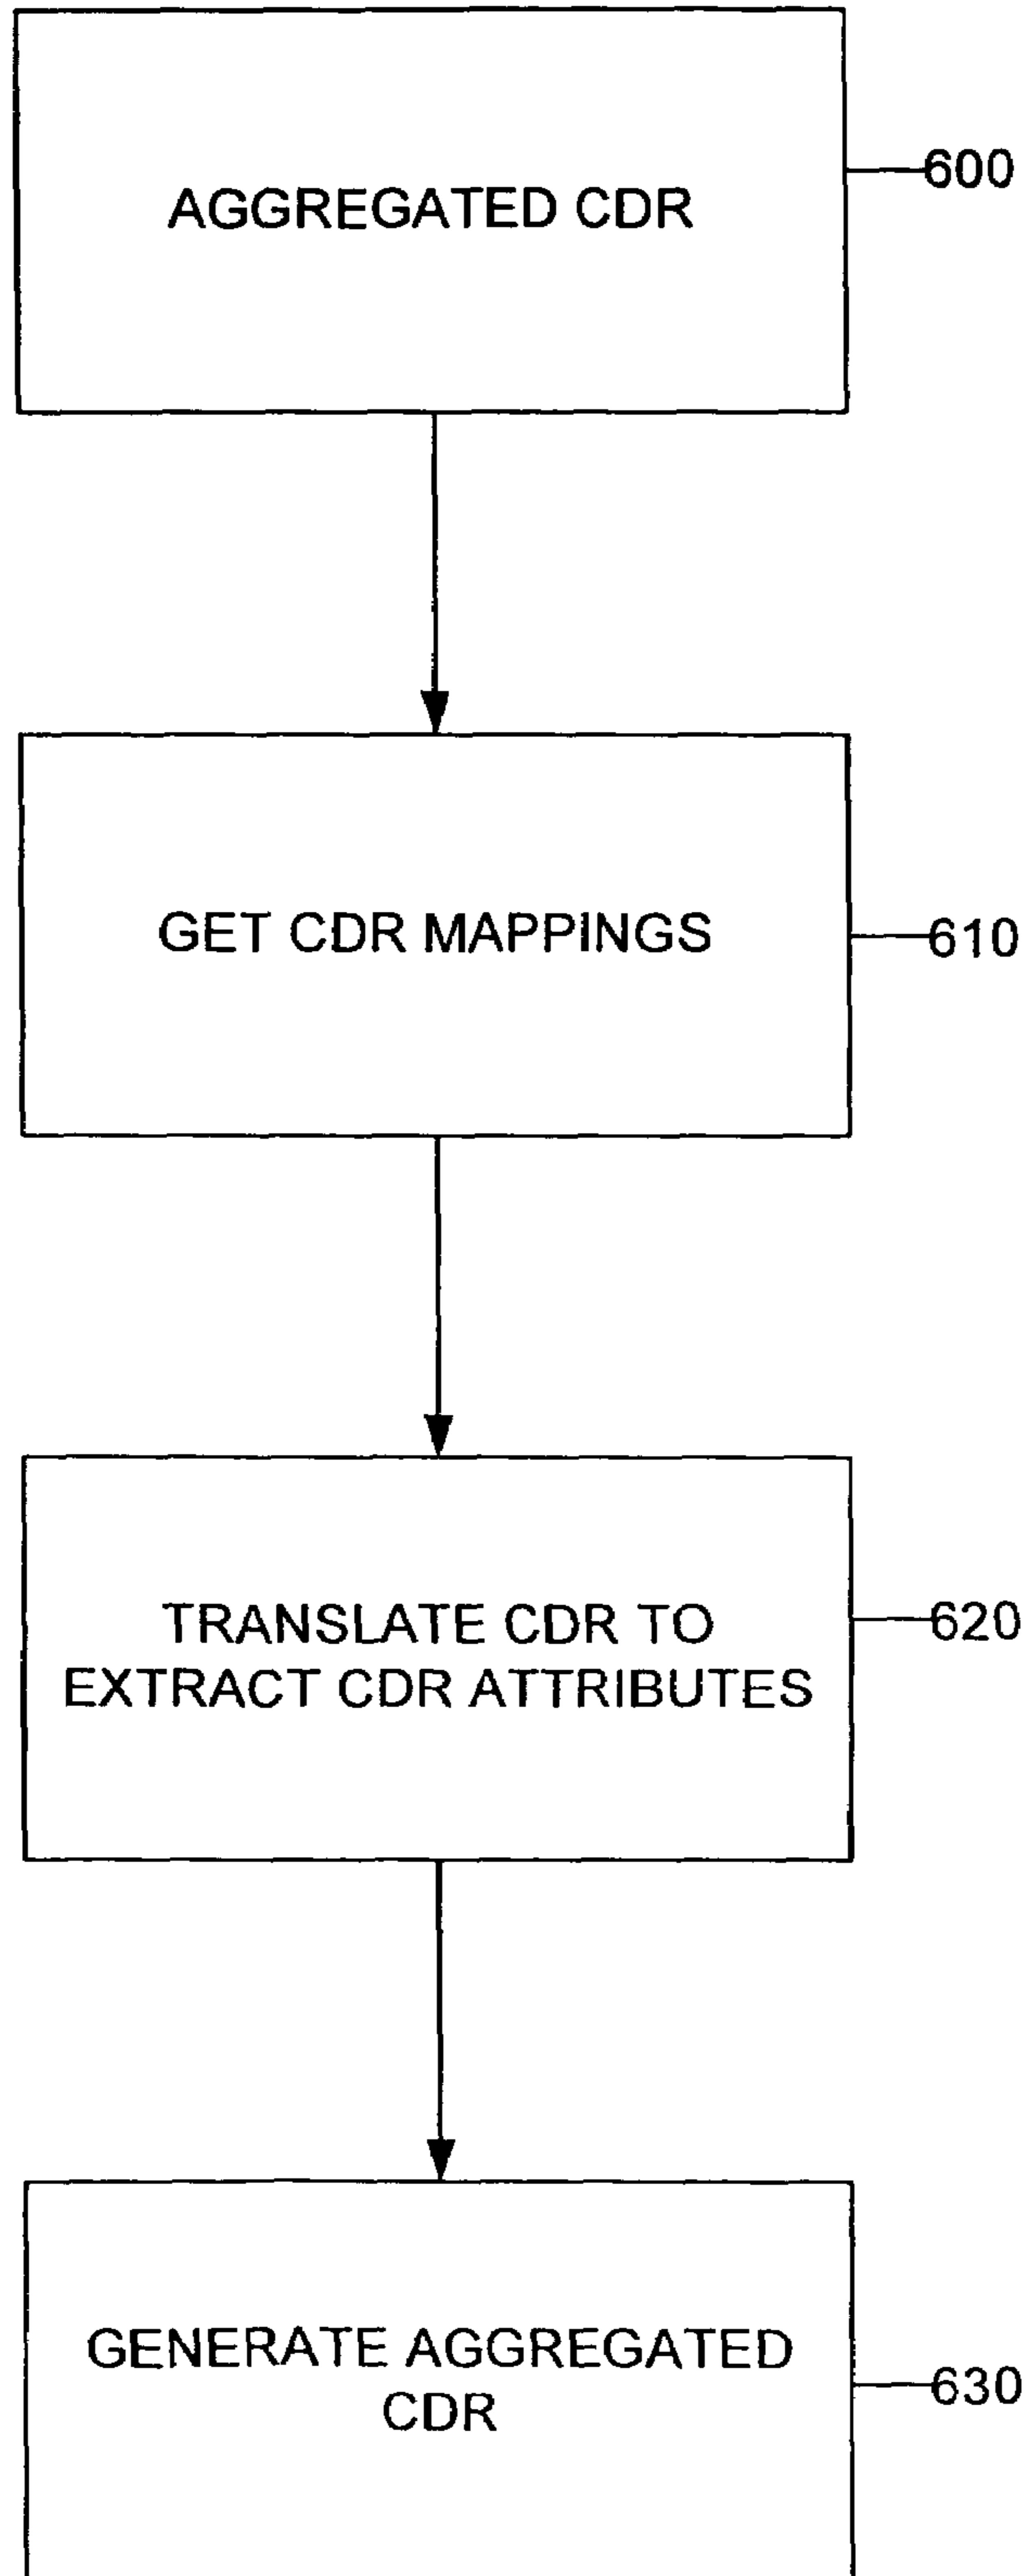 AGGREGATED CDR
600
GET CDR MAPPINGS
610
TRANSLATE CDR TO
EXTRACT CDR ATTRIBUTES
620
GENERATE AGGREGATED
CDR
630